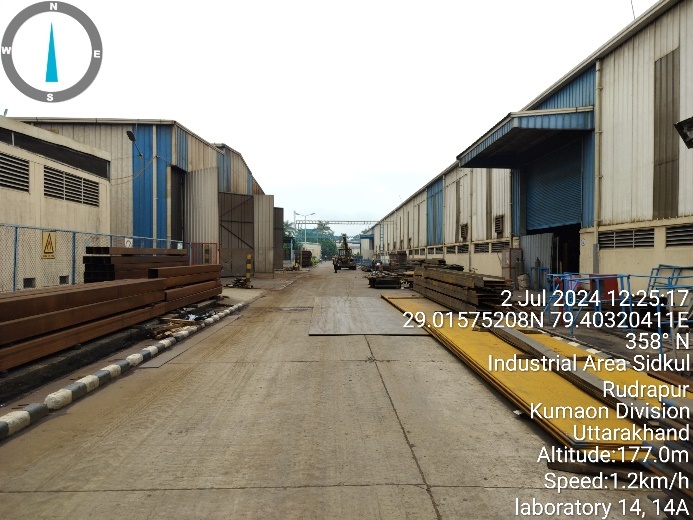 N
W E
S
2 Jul 2024 12:25:17
29.01575208N 79.40320411E
358° N
Industrial Area Sidkul
Rudrapur
Kumaon Division
Uttarakhand
Altitude:177.0m
Speed:1.2km/h
laboratory 14, 14A